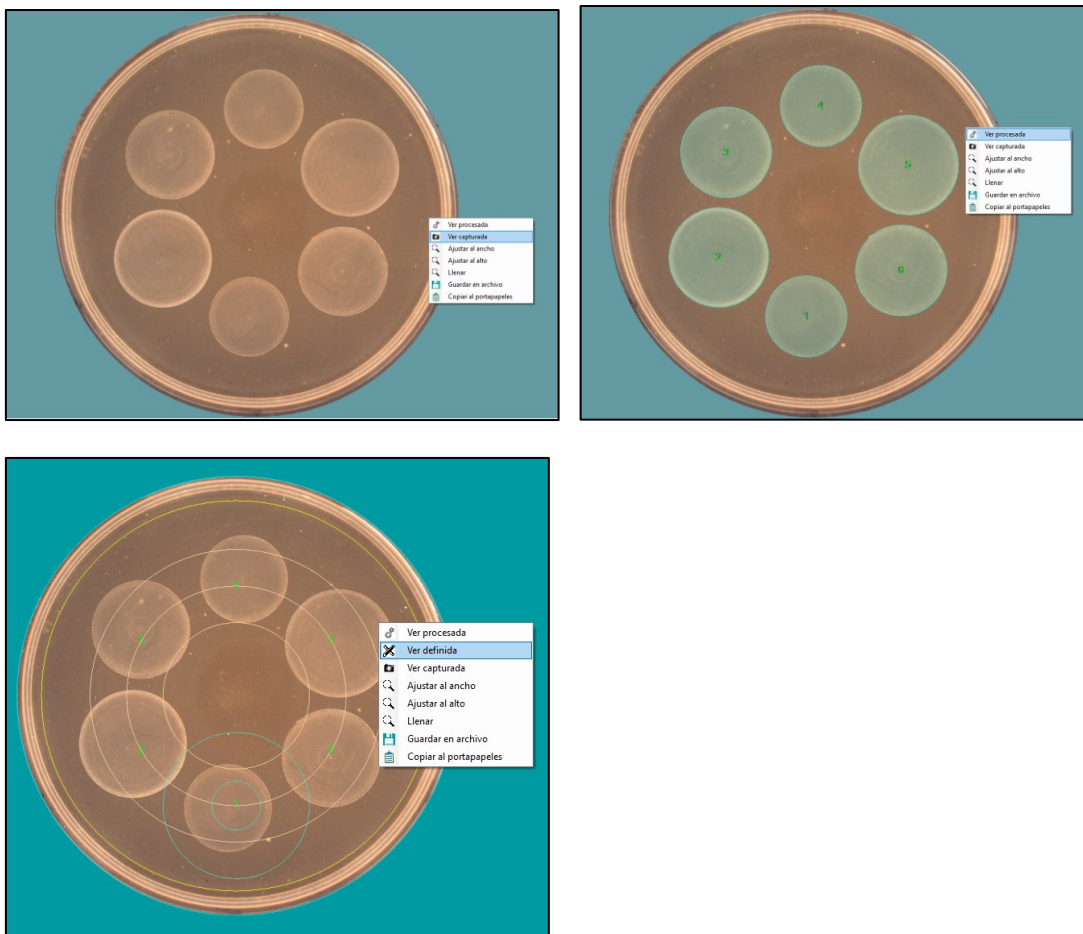 Ver procesada
Ver capturada
Ajustar al ancho
Ajustar al alto
Llenar
Guardar en archivo
Copiar al portapapeles
4
3
5
2
6
1
Ver procesada
Ver capturada
Ajustar al ancho
Ajustar al alto
Llenar
Guardar en archivo
Copiar al portapapeles
Ver procesada
Ver definida
Ver capturada
Ajustar al ancho
Ajustar al alto
Llenar
Guardar en archivo
Copiar al portapapeles